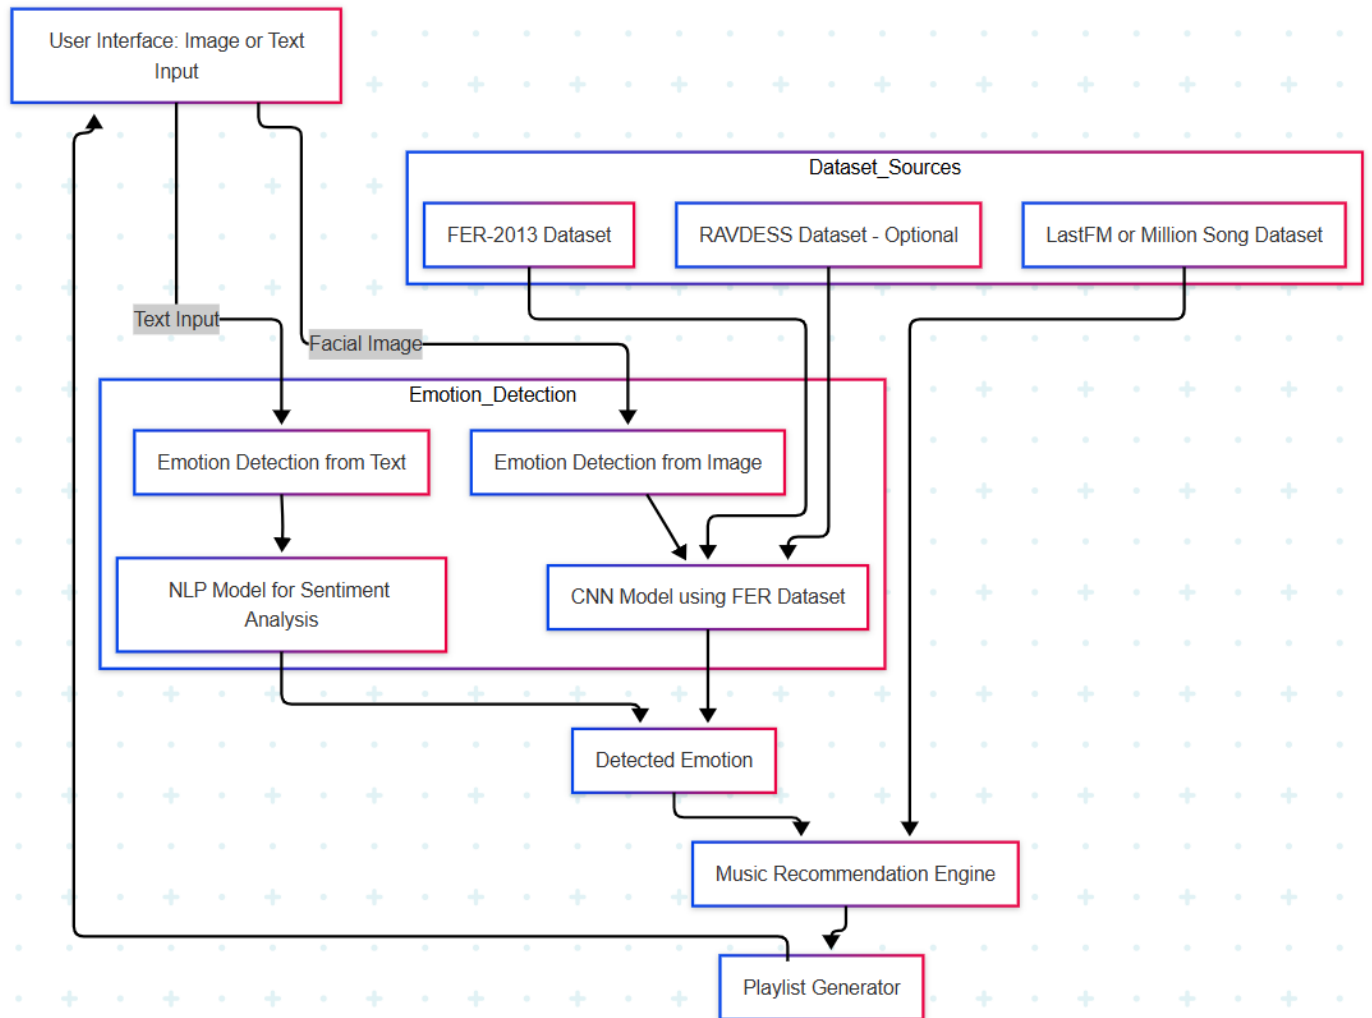 User Interface: Image or Text
Input
Dataset_Sources
FER-2013 Dataset
RAVDESS Dataset - Optional
LastFM or Million Song Dataset
Text Input
Facial Image
Emotion_Detection
Emotion Detection from Text
Emotion Detection from Image
NLP Model for Sentiment
Analysis
CNN Model using FER Dataset
Detected Emotion
Music Recommendation Engine
Playlist Generator